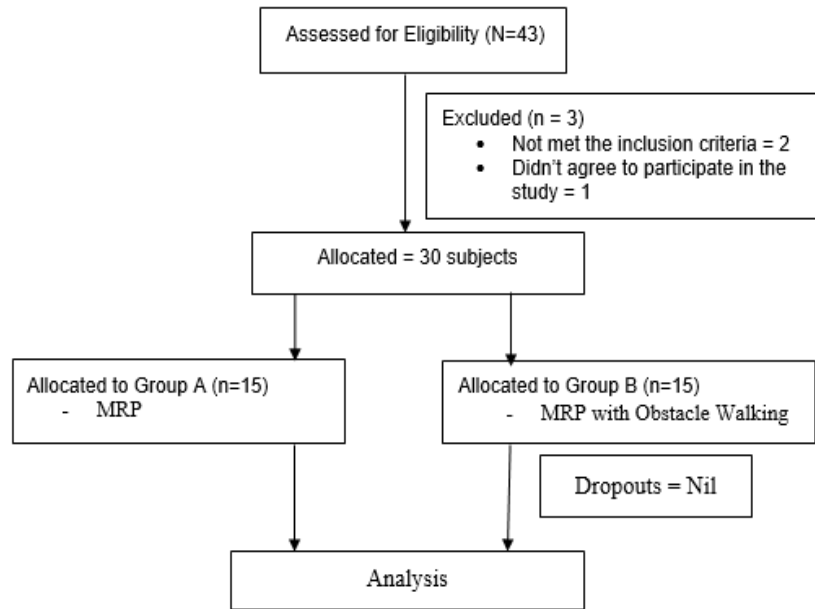 Assessed for Eligibility (N=43)
Excluded (n = 3)
• Not met the inclusion criteria = 2
• Didn't agree to participate in the
study = 1
Allocated = 30 subjects
Allocated to Group A (n=15)
- MRP
Allocated to Group B (n=15)
- MRP with Obstacle Walking
Dropouts = Nil
Analysis